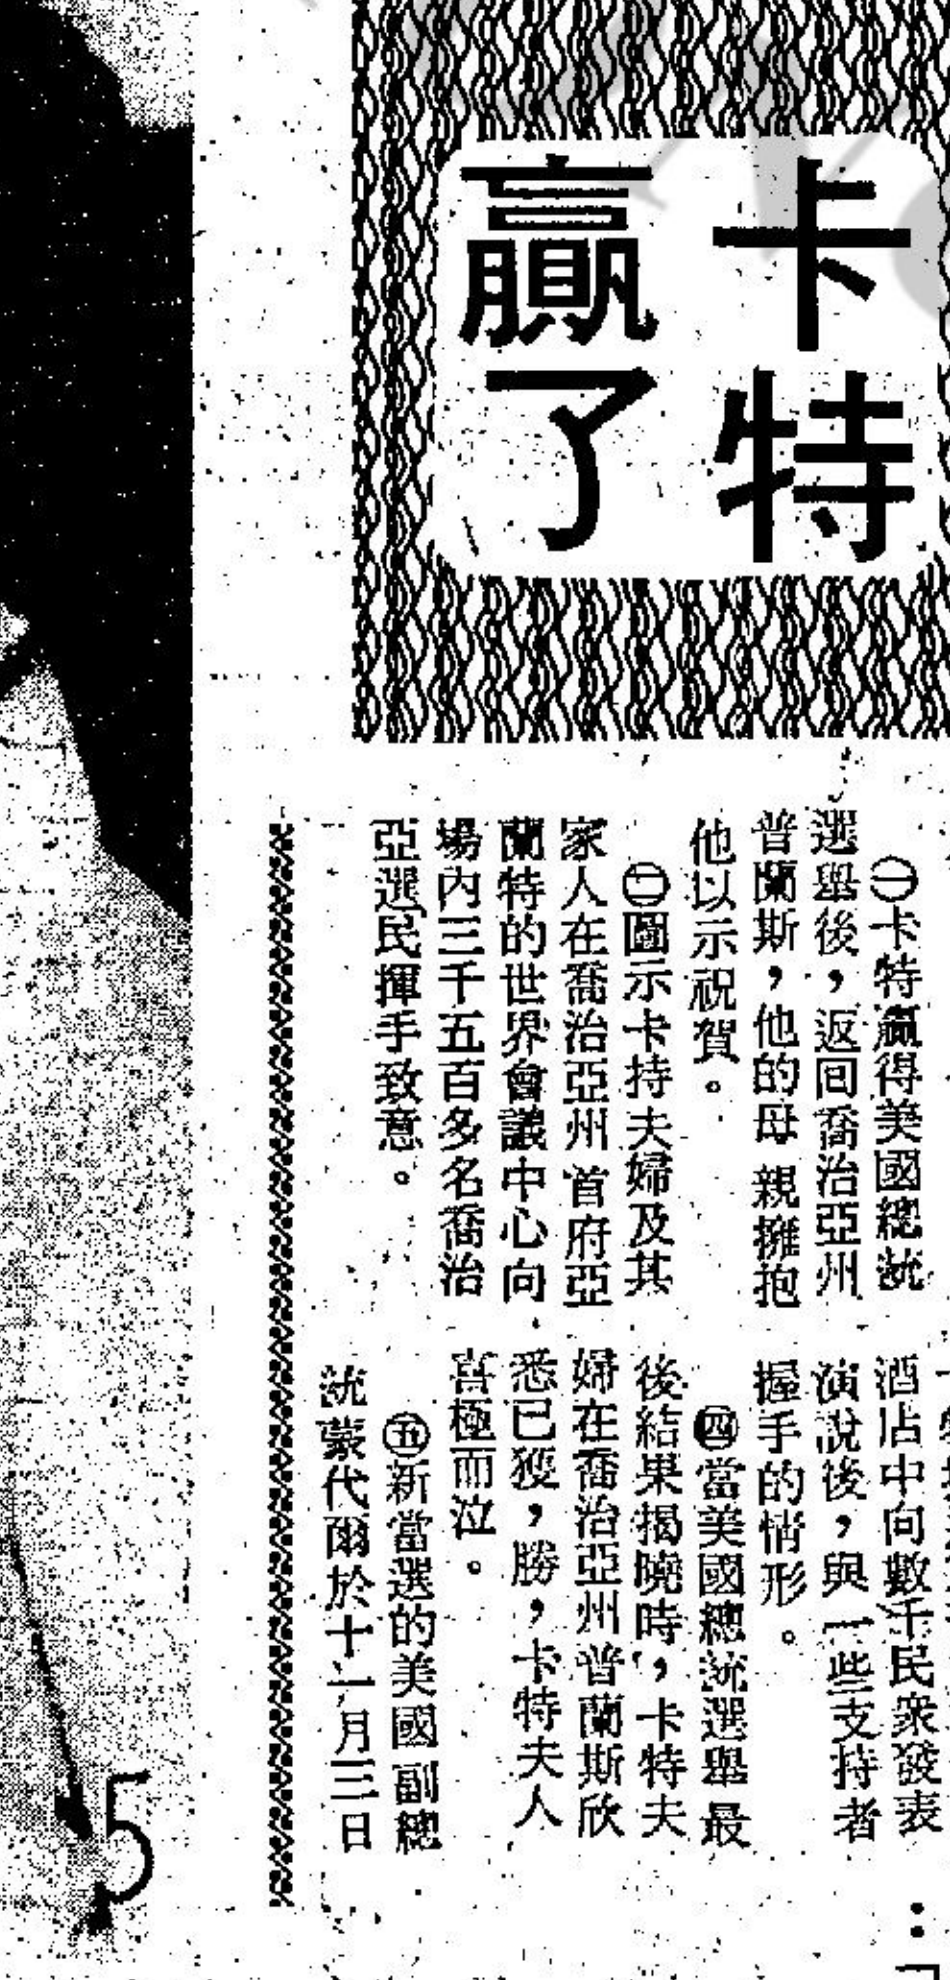 卡特
贏了
㊀卡特贏得美國總統
選舉後，返回喬治亞州
普蘭斯，他的母親擁抱
他以示祝賀。
㊁圖示卡持夫婦及其
家人在喬治亞州首府亞
蘭特的世界會議中心向
場內三千五百多名喬治
亞選民揮手致意。
酒店中向數千民衆發表
演說後，與一些支持者
握手的情形。
㊃當美國總統選舉最
後結果揭曉時，卡特夫
婦在喬治亞州普蘭斯欣
悉已獲，勝，卡特夫人
喜極而泣。
㊄新當選的美國副總
統蒙代爾於十一月三日
5